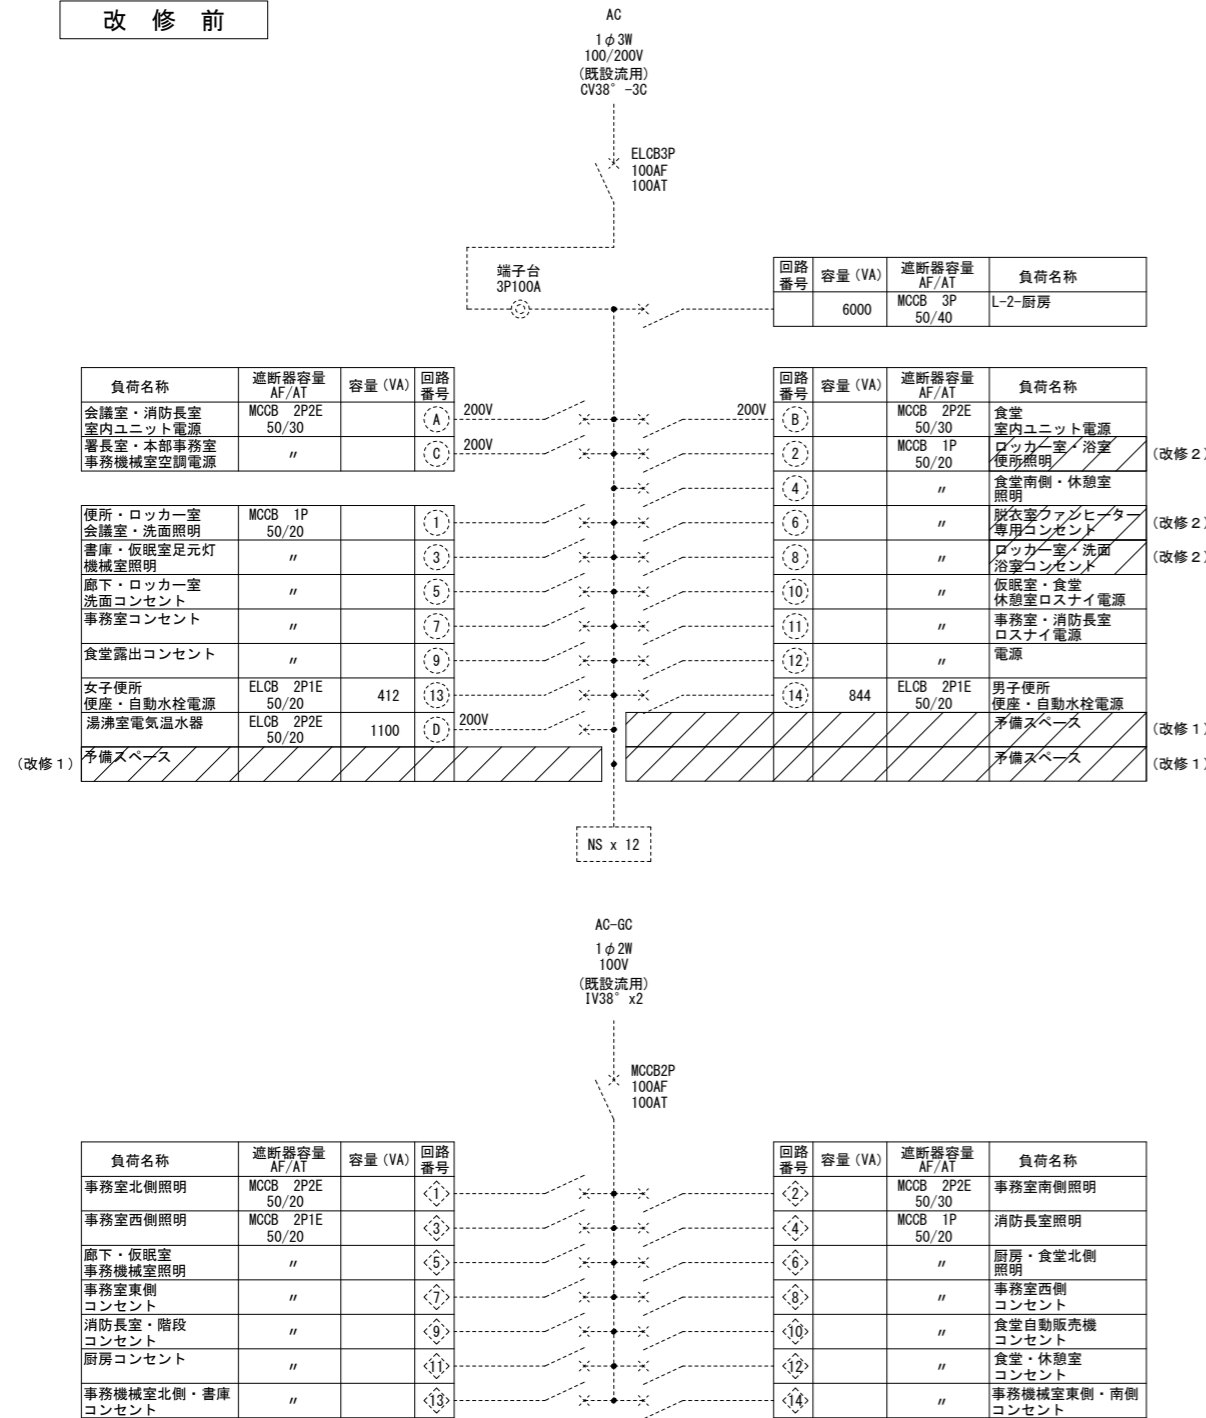 改 修 前
AC
1φ3W
100/200V
(既設流用)
CV38°-3C
ELCB3P
100AF
100AT
端子台
3P100A
回路番号 容量(VA) 遮断器容量 AF/AT 負荷名称
6000 MCCB 3P 50/40 L-2-厨房
負荷名称 遮断器容量 AF/AT 容量(VA) 回路番号
会議室・消防長室
室内ユニット電源 MCCB 2P2E 50/30 A 200V
署長室・本部事務室
事務機械室空調電源 〃 C 200V
便所・ロッカー室
会議室・洗面照明 MCCB 1P 50/20 1
書庫・仮眠室足元灯
機械室照明 〃 3
廊下・ロッカー室
洗面コンセント 〃 5
事務室コンセント 〃 7
食堂露出コンセント 〃 9
女子便所
便座・自動水栓電源 ELCB 2P1E 50/20 412 13
湯沸室電気温水器 ELCB 2P2E 50/20 1100 D 200V
(改修1) 予備スペース
回路番号 容量(VA) 遮断器容量 AF/AT 負荷名称
200V B MCCB 2P2E 50/30 食堂
室内ユニット電源
2 MCCB 1P 50/20 ロッカー室・浴室
便所照明 (改修2)
4 〃 食堂南側・休憩室
照明
6 〃 脱衣室ファンヒーター
専用コンセント (改修2)
8 〃 ロッカー室・洗面
浴室コンセント (改修2)
10 〃 仮眠室・食堂
休憩室ロスナイ電源
11 〃 事務室・消防長室
ロスナイ電源
12 〃 電源
14 844 ELCB 2P1E 50/20 男子便所
便座・自動水栓電源
予備スペース (改修1)
予備スペース (改修1)
NS x 12
AC-GC
1φ2W
100V
(既設流用)
IV38°x2
MCCB2P
100AF
100AT
負荷名称 遮断器容量 AF/AT 容量(VA) 回路番号
事務室北側照明 MCCB 2P2E 50/20 1
事務室西側照明 MCCB 2P1E 50/20 3
廊下・仮眠室
事務機械室照明 〃 5
事務室東側
コンセント 〃 7
消防長室・階段
コンセント 〃 9
厨房コンセント 〃 11
事務機械室北側・書庫
コンセント 〃 13
回路番号 容量(VA) 遮断器容量 AF/AT 負荷名称
2 MCCB 2P2E 50/30 事務室南側照明
4 MCCB 1P 50/20 消防長室照明
6 〃 厨房・食堂北側
照明
8 〃 事務室西側
コンセント
10 〃 食堂自動販売機
コンセント
12 〃 食堂・休憩室
コンセント
14 〃 事務機械室東側・南側
コンセント